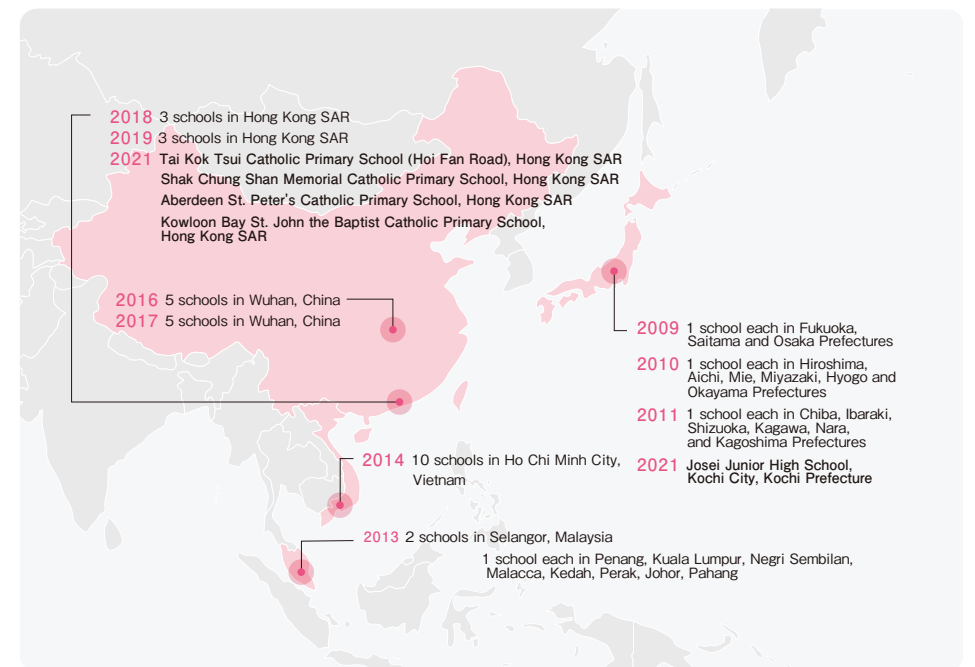 2018 3 schools in Hong Kong SAR
2019 3 schools in Hong Kong SAR
2021 Tai Kok Tsui Catholic Primary School (Hoi Fan Road), Hong Kong SAR
Shak Chung Shan Memorial Catholic Primary School, Hong Kong SAR
Aberdeen St. Peter's Catholic Primary School, Hong Kong SAR
Kowloon Bay St. John the Baptist Catholic Primary School,
Hong Kong SAR
2016 5 schools in Wuhan, China
2017 5 schools in Wuhan, China
2009 1 school each in Fukuoka,
Saitama and Osaka Prefectures
2010 1 school each in Hiroshima,
Aichi, Mie, Miyazaki, Hyogo and
Okayama Prefectures
2011 1 school each in Chiba, Ibaraki,
Shizuoka, Kagawa, Nara,
and Kagoshima Prefectures
2021 Josei Junior High School,
Kochi City, Kochi Prefecture
2014 10 schools in Ho Chi Minh City,
Vietnam
2013 2 schools in Selangor, Malaysia
1 school each in Penang, Kuala Lumpur, Negri Sembilan,
Malacca, Kedah, Perak, Johor, Pahang